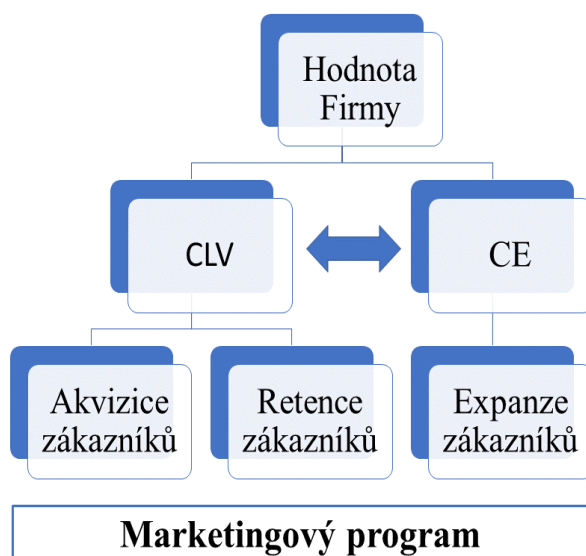 Hodnota
Firmy
CLV
CE
Akvizice
zákazníků
Retence
zákazníků
Expanze
zákazníků
Marketingový program